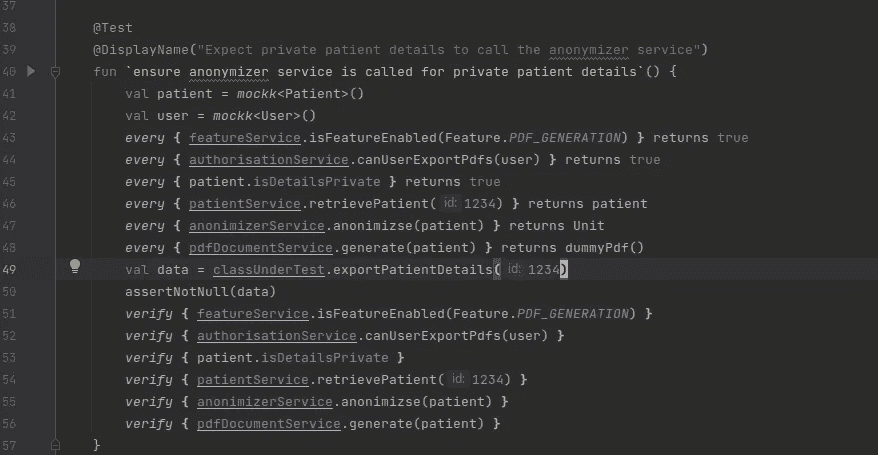 37
38
39 @Test
39 @DisplayName("Expect private patient details to call the anonymizer service")
40 fun `ensure anonymizer service is called for private patient details`() {
41 val patient = mockk<Patient>()
42 val user = mockk<User>()
43 every { featureService.isFeatureEnabled(Feature.PDF_GENERATION) } returns true
44 every { authorisationService.canUserExportPdfs(user) } returns true
45 every { patient.isDetailsPrivate } returns true
46 every { patientService.retrievePatient( id: 1234) } returns patient
47 every { anonimizerService.anonimizse(patient) } returns Unit
48 every { pdfDocumentService.generate(patient) } returns dummyPdf()
49 val data = classUnderTest.exportPatientDetails( id: 1234)
50 assertNotNull(data)
51 verify { featureService.isFeatureEnabled(Feature.PDF_GENERATION) }
52 verify { authorisationService.canUserExportPdfs(user) }
53 verify { patient.isDetailsPrivate }
54 verify { patientService.retrievePatient( id: 1234) }
55 verify { anonimizerService.anonimizse(patient) }
56 verify { pdfDocumentService.generate(patient) }
57 }